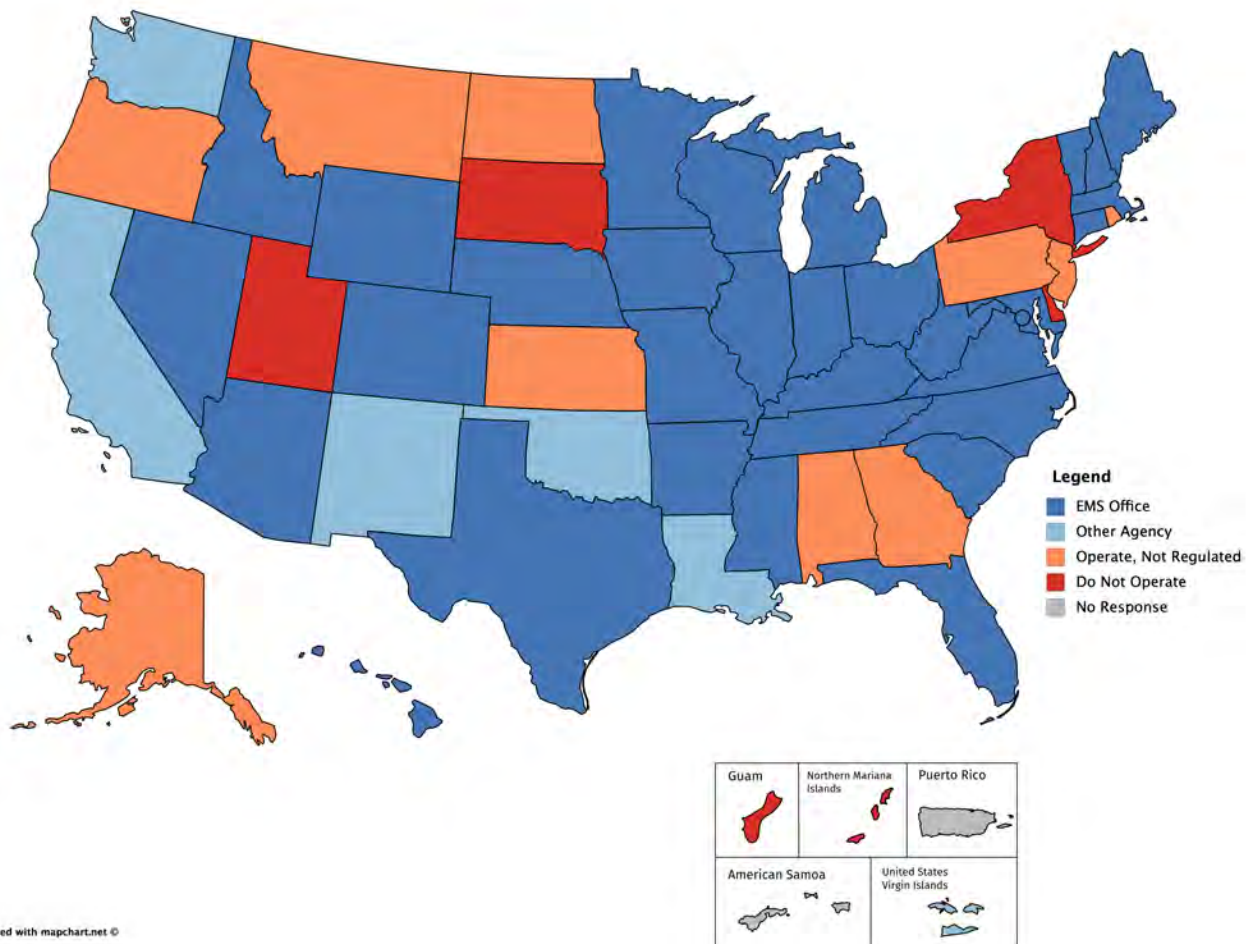 Legend
EMS Office
Other Agency
Operate, Not Regulated
Do Not Operate
No Response
Guam
Northern Mariana
Islands
Puerto Rico
American Samoa
United States
Virgin Islands
ed with mapchart.net ©